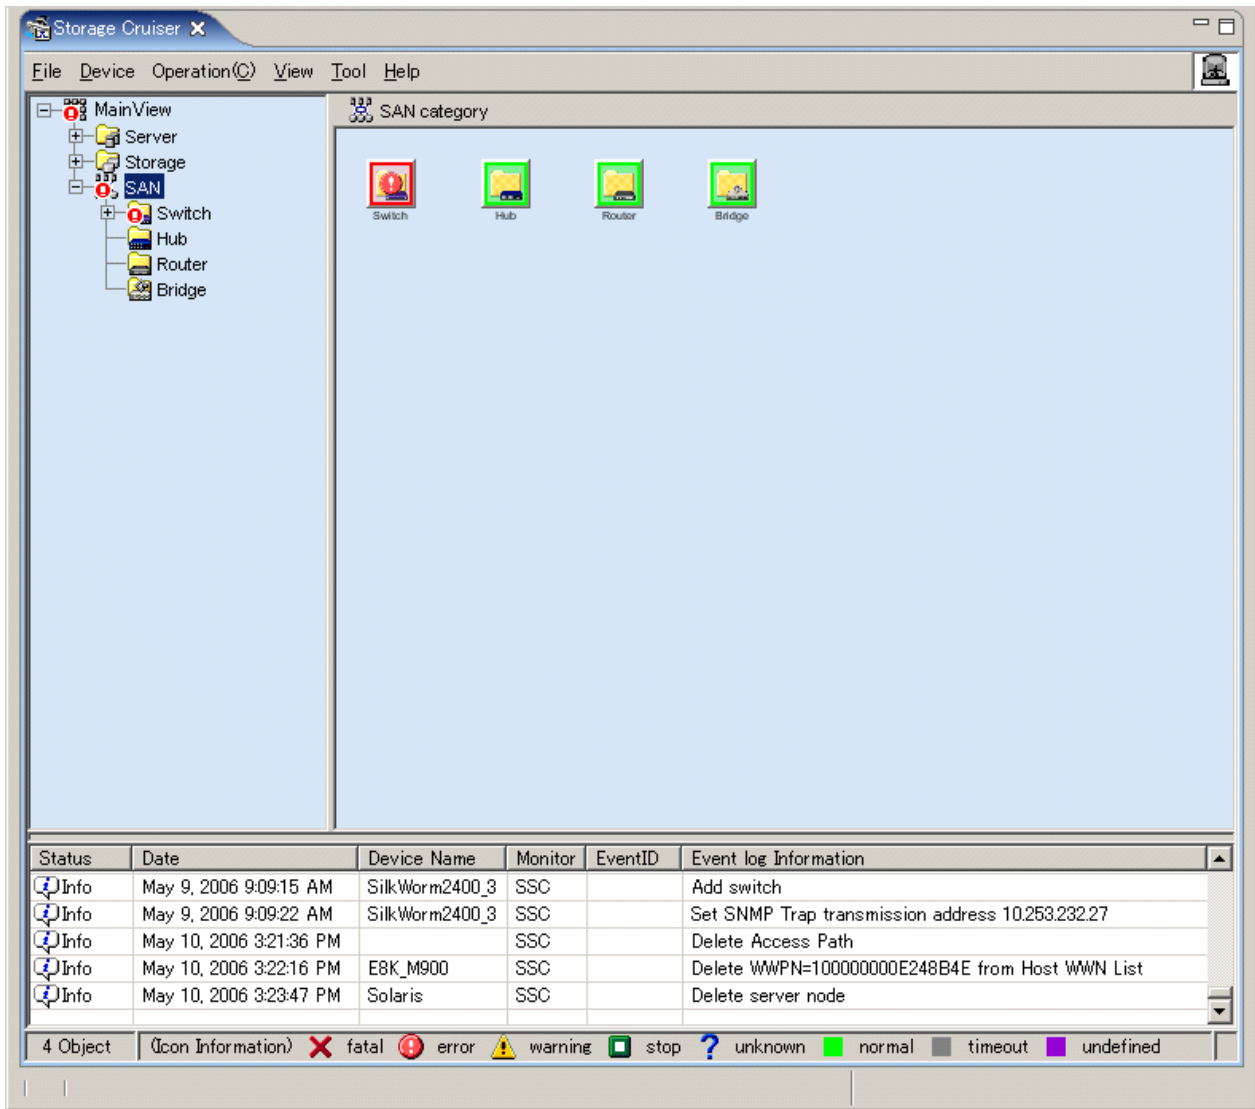 Storage Cruiser
File Device Operation(C) View Tool Help
MainView
Server
Storage
SAN
Switch
Hub
Router
Bridge
SAN category
Switch Hub Router Bridge
Status Date Device Name Monitor EventID Event log Information
Info May 9, 2006 9:09:15 AM SilkWorm2400_3 SSC Add switch
Info May 9, 2006 9:09:22 AM SilkWorm2400_3 SSC Set SNMP Trap transmission address 10.253.232.27
Info May 10, 2006 3:21:36 PM SSC Delete Access Path
Info May 10, 2006 3:22:16 PM E8K_M900 SSC Delete WWPN=100000000E248B4E from Host WWN List
Info May 10, 2006 3:23:47 PM Solaris SSC Delete server node
4 Object (Icon Information) fatal error warning stop unknown normal timeout undefined